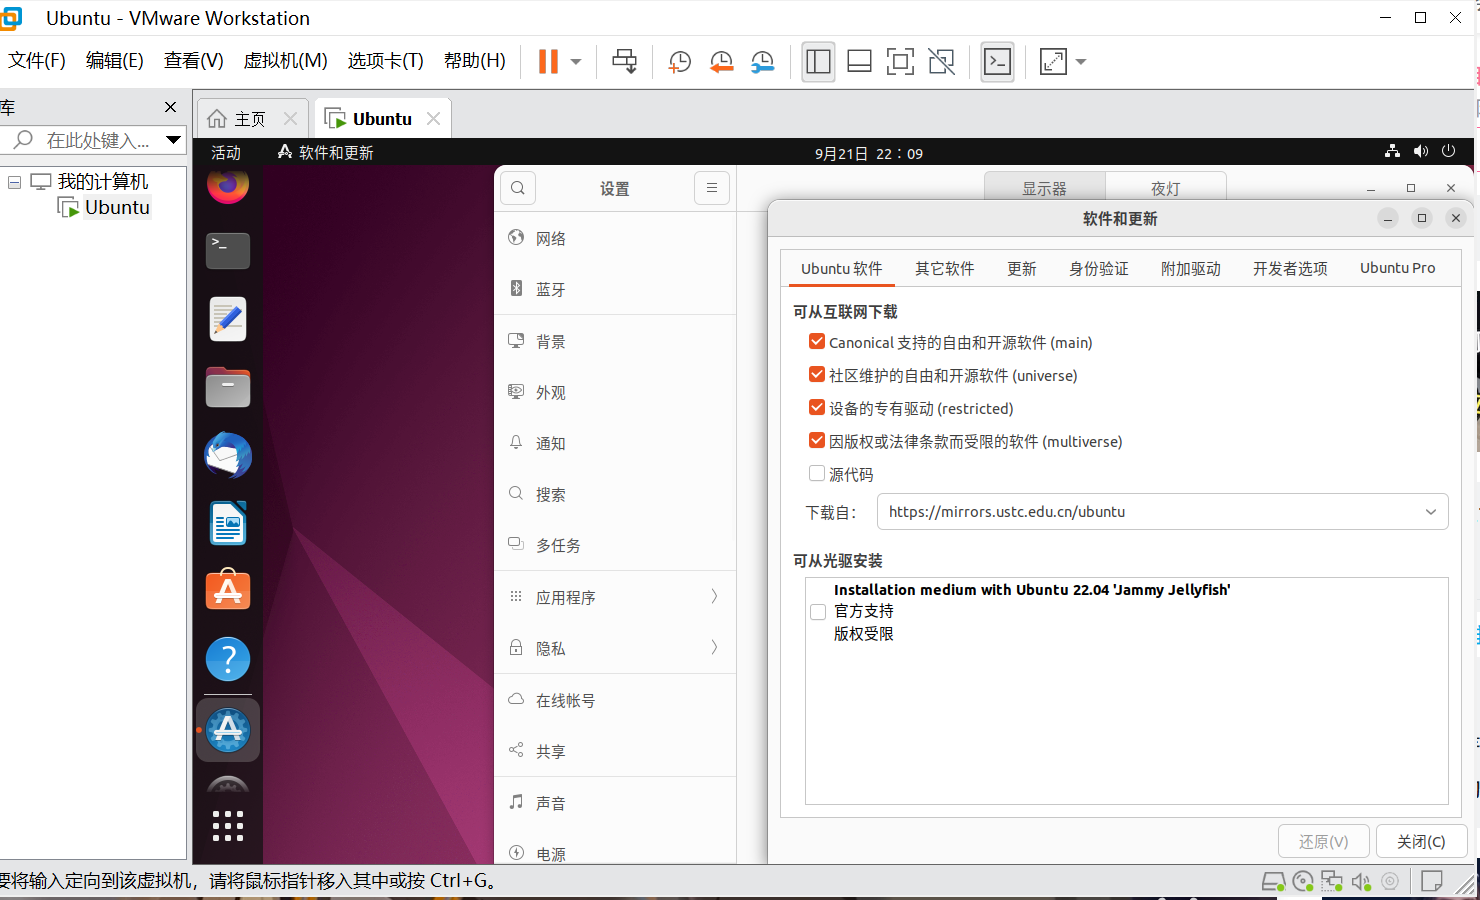 Ubuntu - VMware Workstation
文件(F) 编辑(E) 查看(V) 虚拟机(M) 选项卡(T) 帮助(H)
库
在此处键入...
我的计算机
Ubuntu
主页
Ubuntu
活动
软件和更新
9月21日 22：09
设置
网络
蓝牙
背景
外观
通知
搜索
多任务
应用程序
隐私
在线帐号
共享
声音
电源
显示器
夜灯
软件和更新
Ubuntu 软件 其它软件 更新 身份验证 附加驱动 开发者选项 Ubuntu Pro
可从互联网下载
Canonical 支持的自由和开源软件 (main)
社区维护的自由和开源软件 (universe)
设备的专有驱动 (restricted)
因版权或法律条款而受限的软件 (multiverse)
源代码
下载自： https://mirrors.ustc.edu.cn/ubuntu
可从光驱安装
Installation medium with Ubuntu 22.04 'Jammy Jellyfish'
官方支持
版权受限
还原(V) 关闭(C)
要将输入定向到该虚拟机，请将鼠标指针移入其中或按 Ctrl+G。